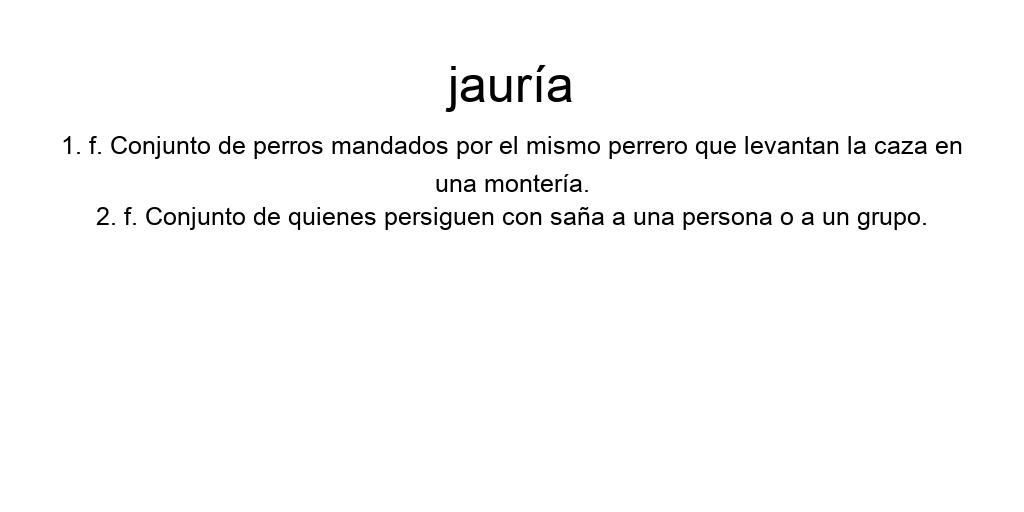 jauría
1. f. Conjunto de perros mandados por el mismo perrero que levantan la caza en
una montería.
2. f. Conjunto de quienes persiguen con saña a una persona o a un grupo.